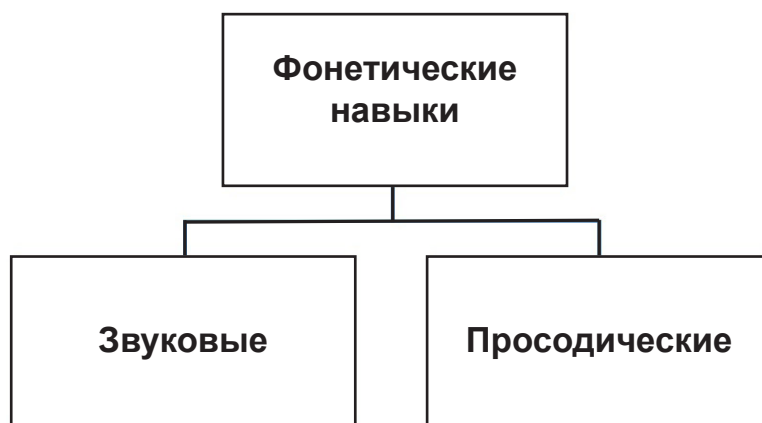 Фонетические
навыки
Звуковые
Просодические